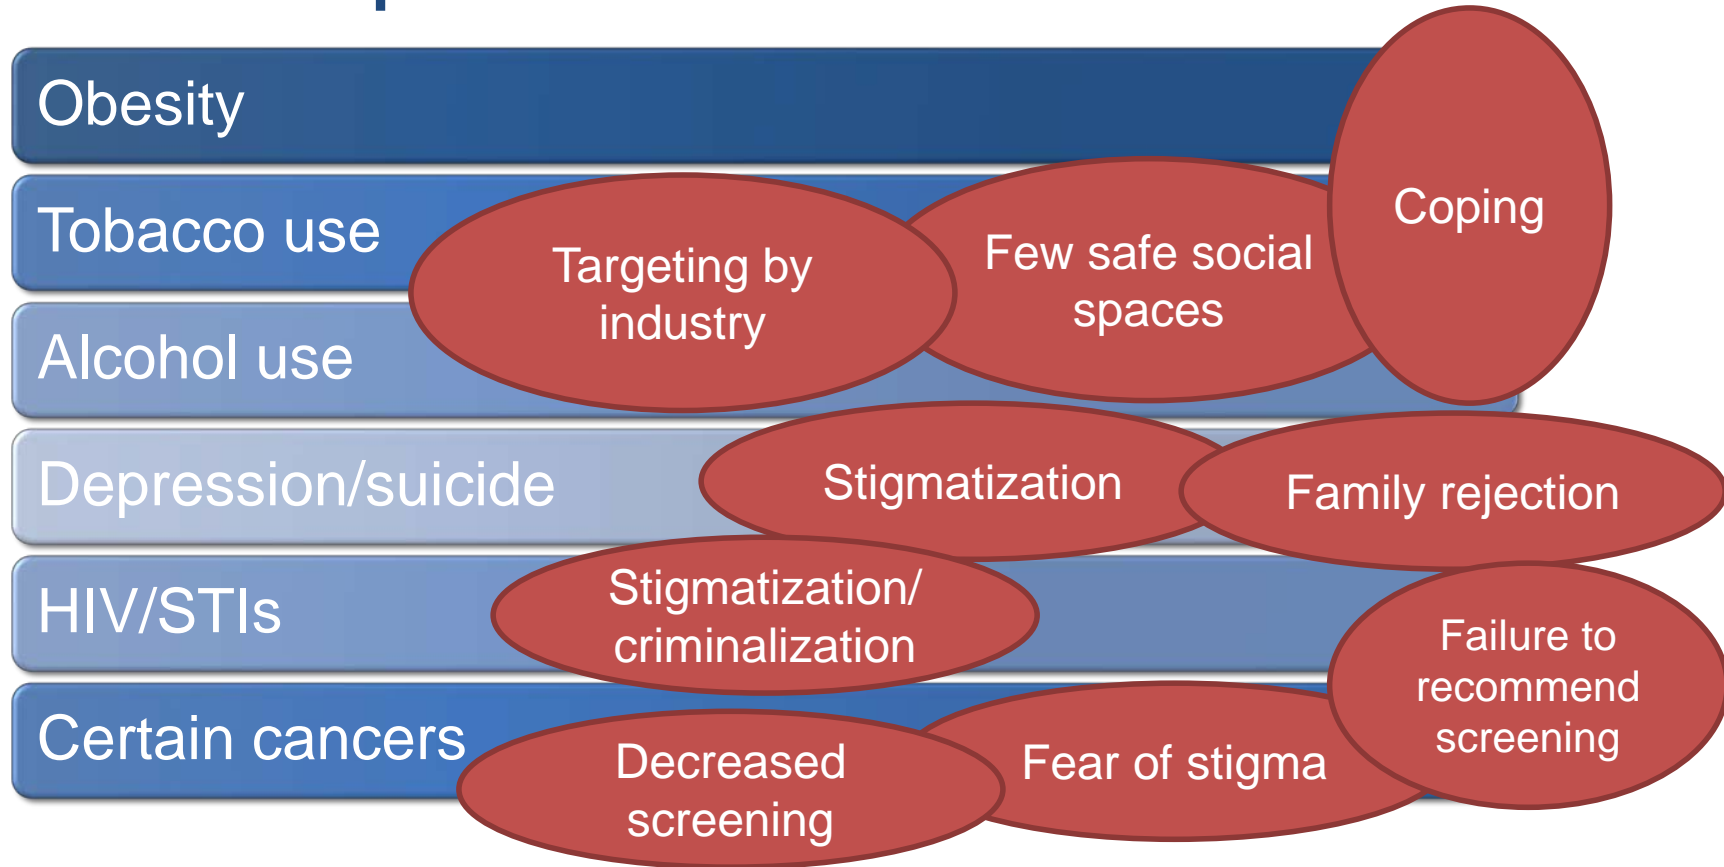 Obesity
Coping
Tobacco use
Targeting by
industry
Few safe social
spaces
Alcohol use
Depression/suicide
Stigmatization
Family rejection
HIV/STIs
Stigmatization/
criminalization
Failure to
recommend
screening
Certain cancers
Decreased
screening
Fear of stigma